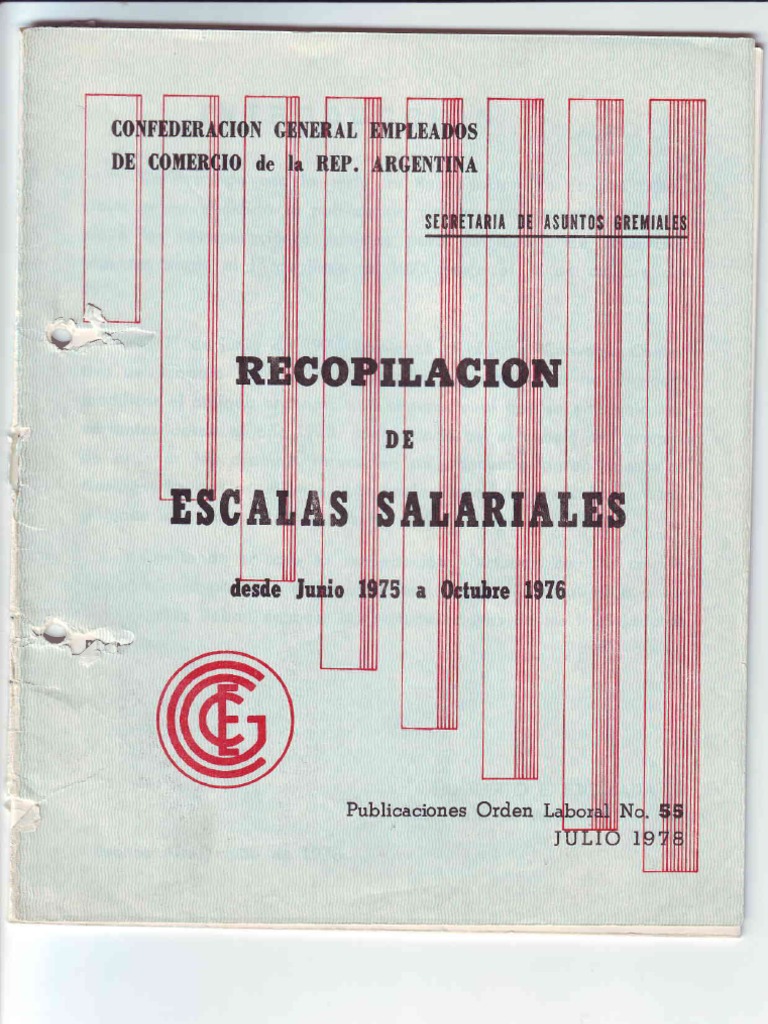 CONFEDERACION GENERAL EMPLEADOS
DE COMERCIO de la REP. ARGENTINA
SECRETARIA DE ASUNTOS GREMIALES
RECOPILACION
DE
ESCALAS SALARIALES
desde Junio 1975 a Octubre 1976
CGEC
Publicaciones Orden Laboral No. 55
JULIO 1978